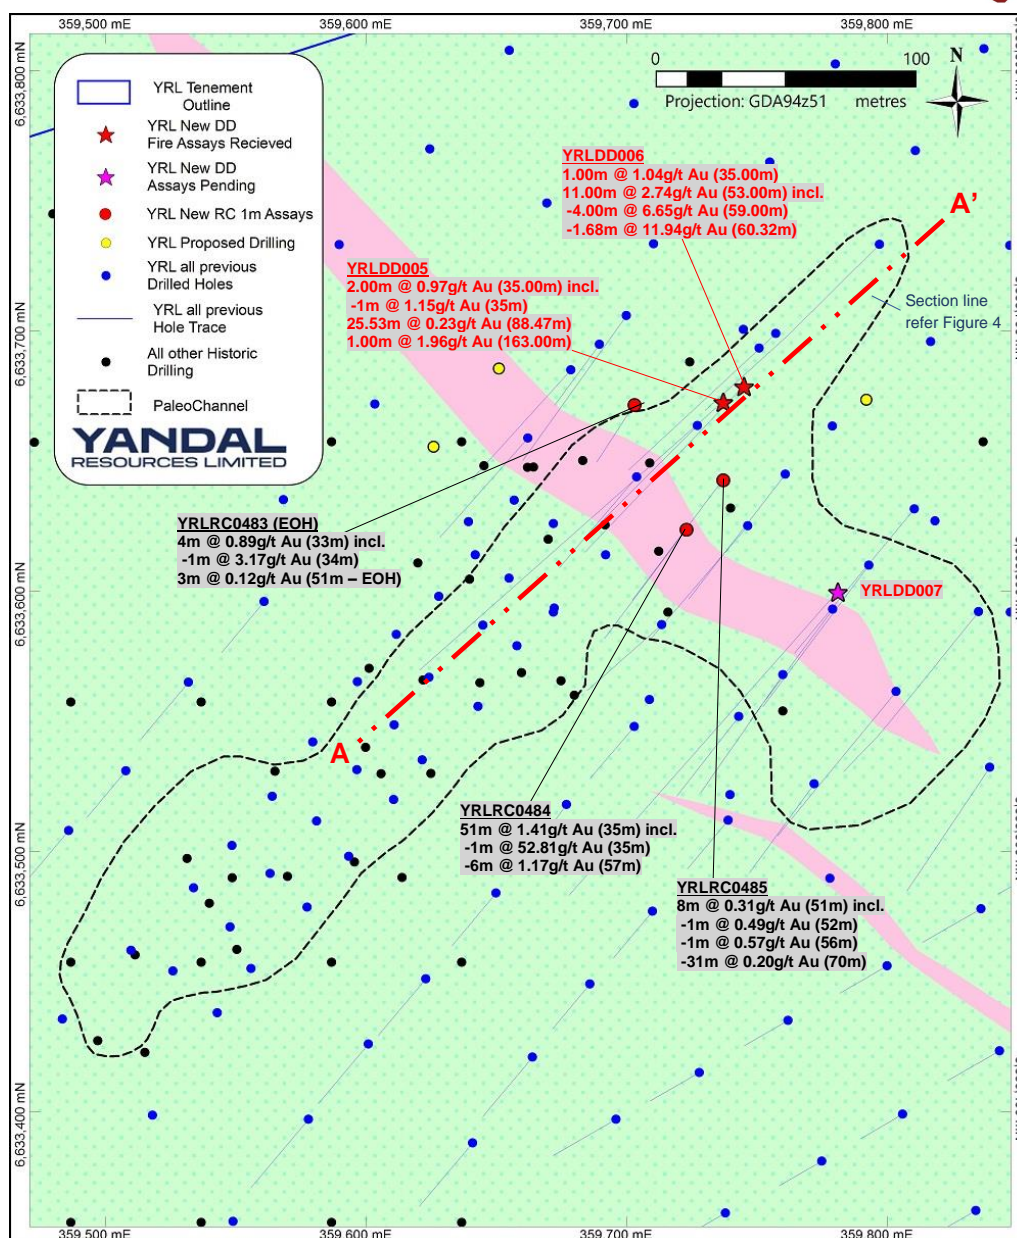 359,500 mE
359,600 mE
359,700 mE
359,800 mE
6,633,800 mN
6,633,700 mN
6,633,600 mN
6,633,500 mN
6,633,400 mN
YRL Tenement
Outline
YRL New DD
Fire Assays Recieved
YRL New DD
Assays Pending
YRL New RC 1m Assays
YRL Proposed Drilling
YRL all previous
Drilled Holes
YRL all previous
Hole Trace
All other Historic
Drilling
PaleoChannel
YANDAL
RESOURCES LIMITED
0 100
Projection: GDA94z51 metres
N
YRLDD006
1.00m @ 1.04g/t Au (35.00m)
11.00m @ 2.74g/t Au (53.00m) incl.
-4.00m @ 6.65g/t Au (59.00m)
-1.68m @ 11.94g/t Au (60.32m)
A'
YRLDD005
2.00m @ 0.97g/t Au (35.00m) incl.
-1m @ 1.15g/t Au (35m)
25.53m @ 0.23g/t Au (88.47m)
1.00m @ 1.96g/t Au (163.00m)
Section line
refer Figure 4
YRLRC0483 (EOH)
4m @ 0.89g/t Au (33m) incl.
-1m @ 3.17g/t Au (34m)
3m @ 0.12g/t Au (51m – EOH)
YRLDD007
A
YRLRC0484
51m @ 1.41g/t Au (35m) incl.
-1m @ 52.81g/t Au (35m)
-6m @ 1.17g/t Au (57m)
YRLRC0485
8m @ 0.31g/t Au (51m) incl.
-1m @ 0.49g/t Au (52m)
-1m @ 0.57g/t Au (56m)
-31m @ 0.20g/t Au (70m)
359,500 mE
359,600 mE
359,700 mE
359,800 mE